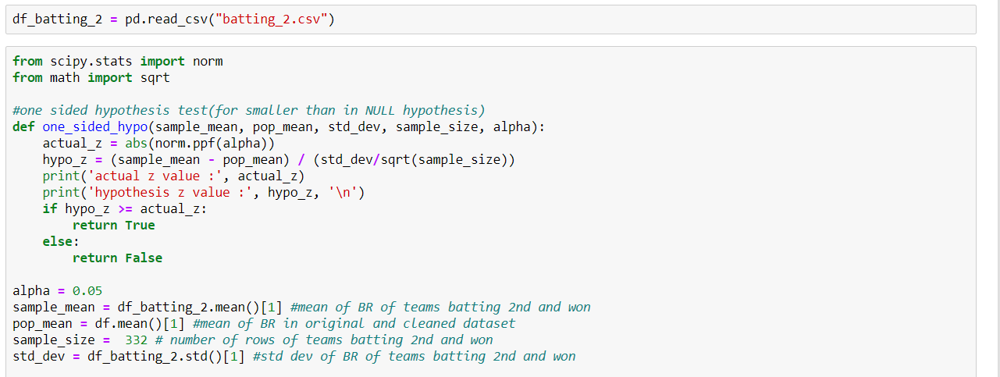 df_batting_2 = pd.read_csv("batting_2.csv")
from scipy.stats import norm
from math import sqrt
#one sided hypothesis test(for smaller than in NULL hypothesis)
def one_sided_hypo(sample_mean, pop_mean, std_dev, sample_size, alpha):
    actual_z = abs(norm.ppf(alpha))
    hypo_z = (sample_mean - pop_mean) / (std_dev/sqrt(sample_size))
    print('actual z value :', actual_z)
    print('hypothesis z value :', hypo_z, '\n')
    if hypo_z >= actual_z:
        return True
    else:
        return False
alpha = 0.05
sample_mean = df_batting_2.mean()[1] #mean of BR of teams batting 2nd and won
pop_mean = df.mean()[1] #mean of BR in original and cleaned dataset
sample_size =  332 # number of rows of teams batting 2nd and won
std_dev = df_batting_2.std()[1] #std dev of BR of teams batting 2nd and won